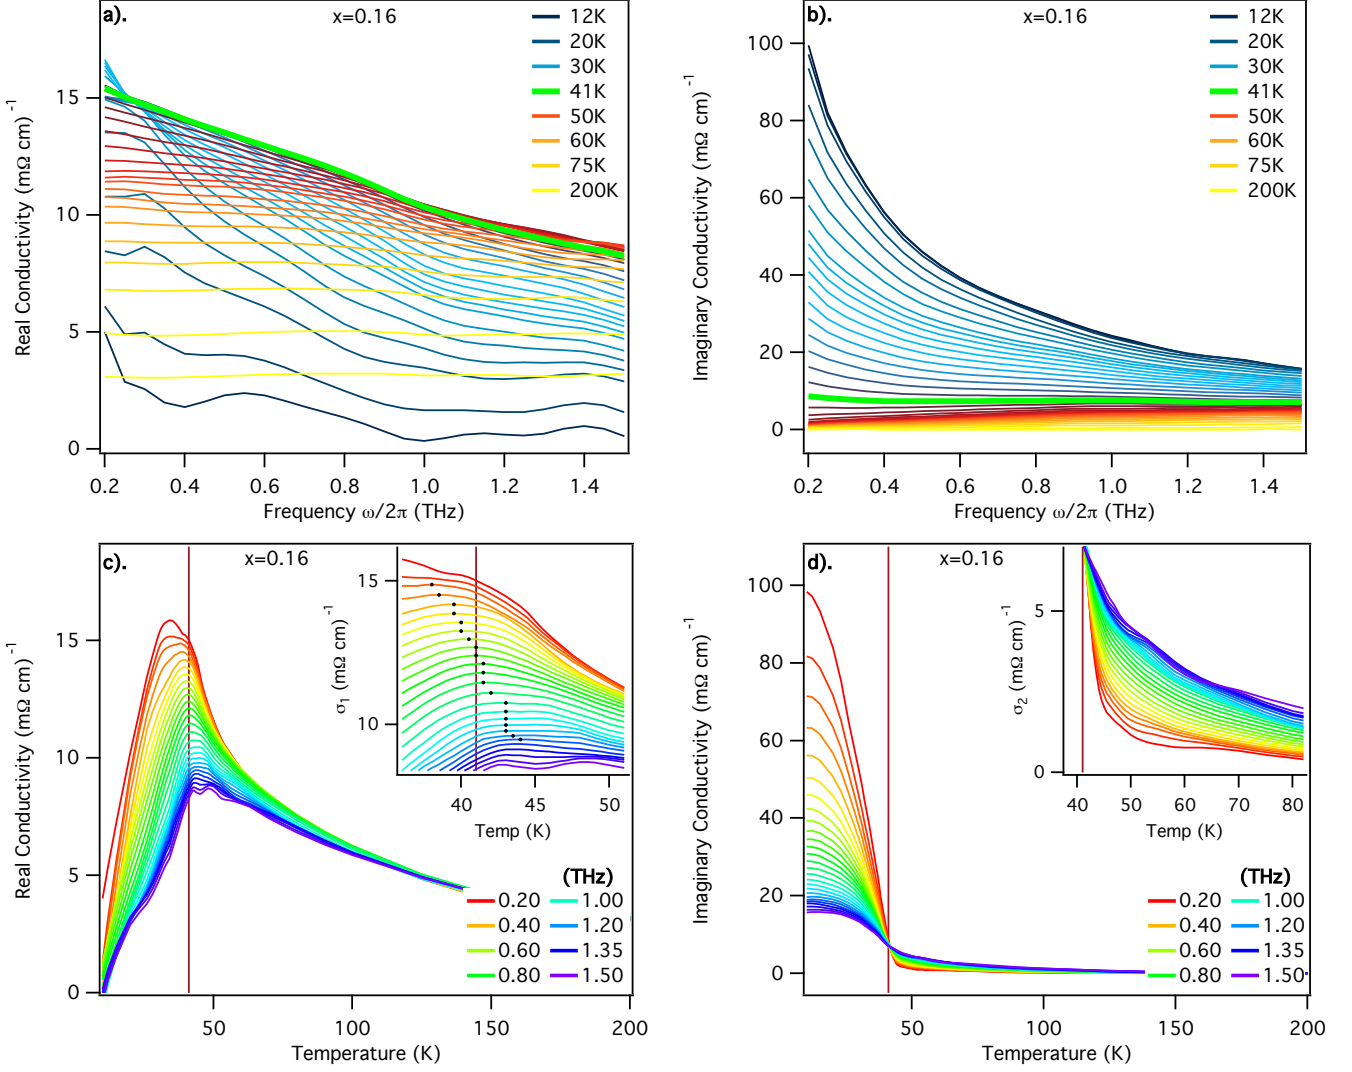 a).
x=0.16
12K
20K
30K
41K
50K
60K
75K
200K
15
10
5
0
Real Conductivity (mΩ cm)⁻¹
0.2
0.4
0.6
0.8
1.0
1.2
1.4
Frequency ω/2π (THz)
b).
x=0.16
12K
20K
30K
41K
50K
60K
75K
200K
100
80
60
40
20
0
Imaginary Conductivity (mΩ cm)⁻¹
0.2
0.4
0.6
0.8
1.0
1.2
1.4
Frequency ω/2π (THz)
c).
x=0.16
15
10
5
0
Real Conductivity (mΩ cm)⁻¹
50
100
150
200
Temperature (K)
15
10
σ₁ (mΩ cm)⁻¹
40
45
50
Temp (K)
(THz)
0.20
1.00
0.40
1.20
0.60
1.35
0.80
1.50
d).
x=0.16
100
80
60
40
20
0
Imaginary Conductivity (mΩ cm)⁻¹
50
100
150
200
Temperature (K)
5
0
σ₂ (mΩ cm)⁻¹
40
50
60
70
80
Temp (K)
(THz)
0.20
1.00
0.40
1.20
0.60
1.35
0.80
1.50